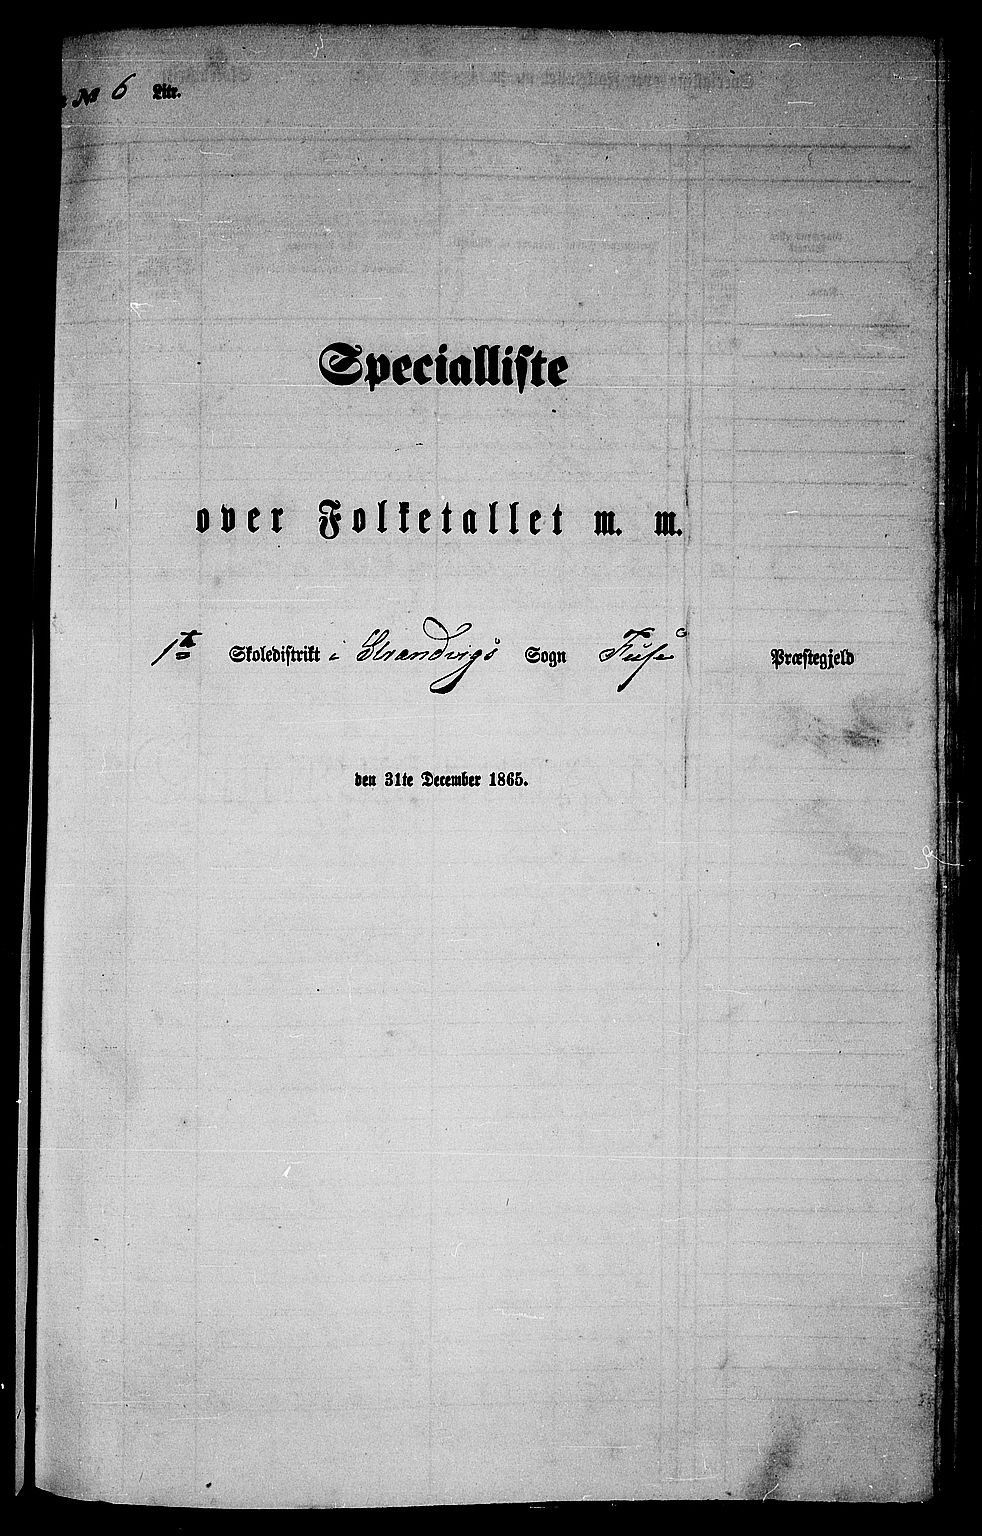 № 6 Litr.
Specialliste
over Folketallet m. m.
1ste Skoledistrikt i Strandvigs Sogn Fuse Præstegjeld
den 31te December 1865.